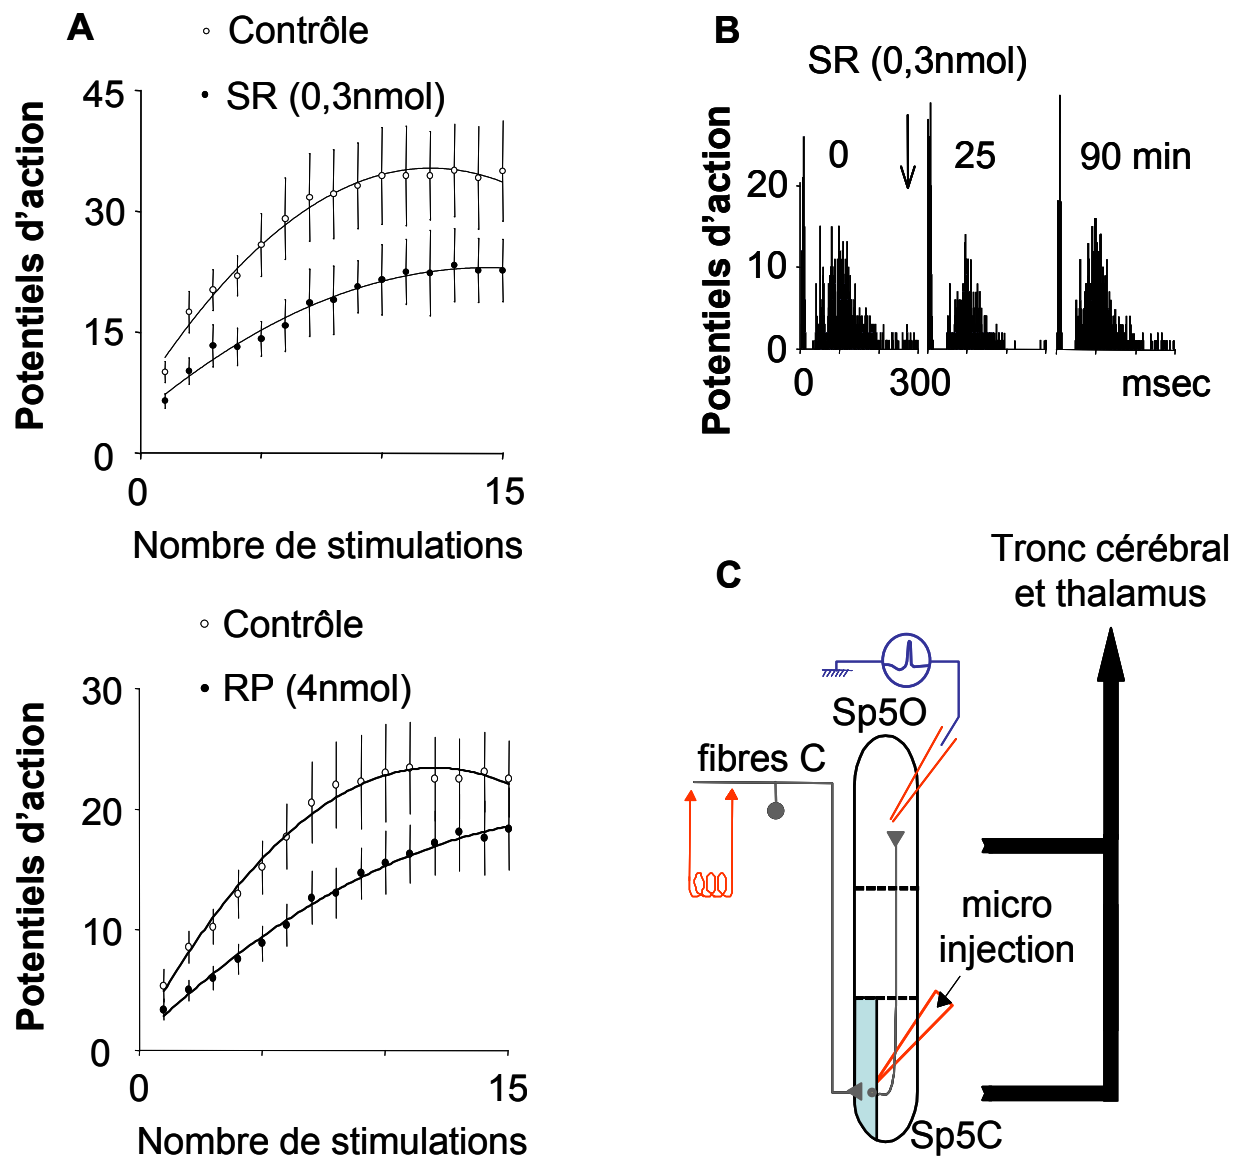 A
Contrôle
SR (0,3nmol)
45
30
15
0
Potentiels d'action
0
15
Nombre de stimulations
Contrôle
RP (4nmol)
30
20
10
0
Potentiels d'action
0
15
Nombre de stimulations
B
SR (0,3nmol)
0
25
90 min
20
10
0
Potentiels d'action
0
300
msec
C
Tronc cérébral
et thalamus
Sp5O
fibres C
micro
injection
Sp5C